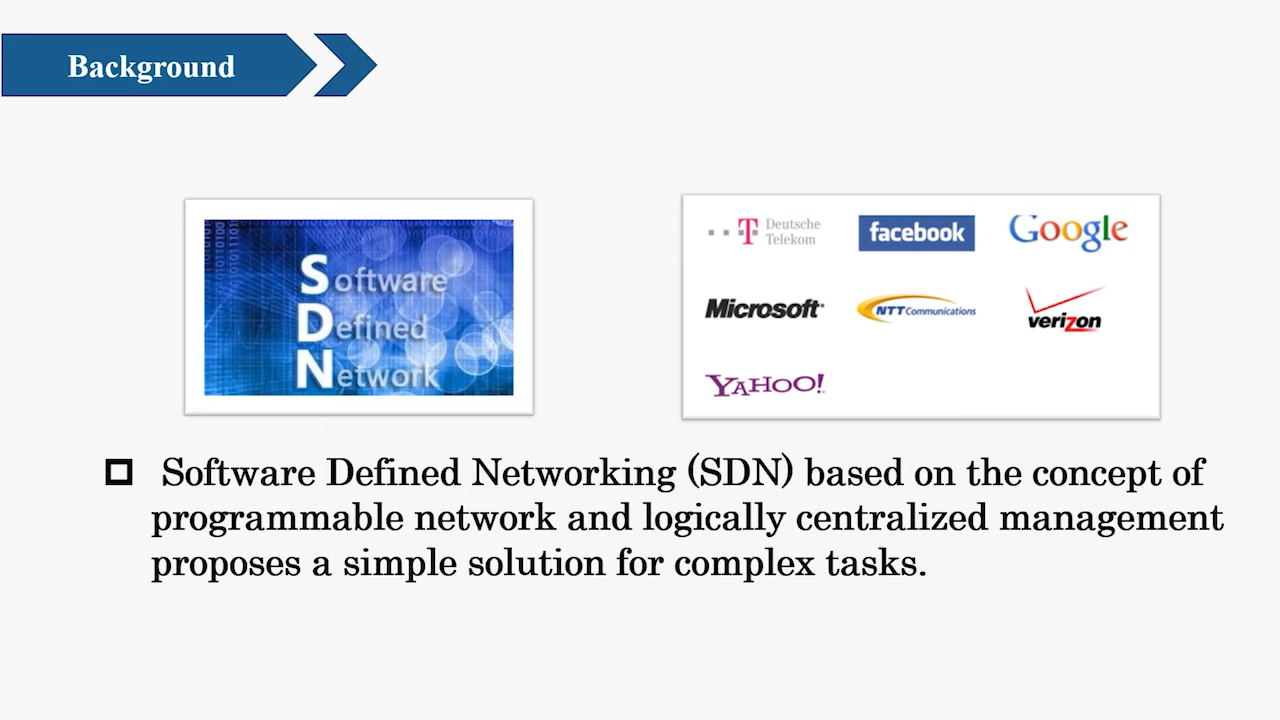 Background
Software
Defined
Network
Deutsche
Telekom
facebook
Google
Microsoft
NTT Communications
verizon
YAHOO!
Software Defined Networking (SDN) based on the concept of
programmable network and logically centralized management
proposes a simple solution for complex tasks.